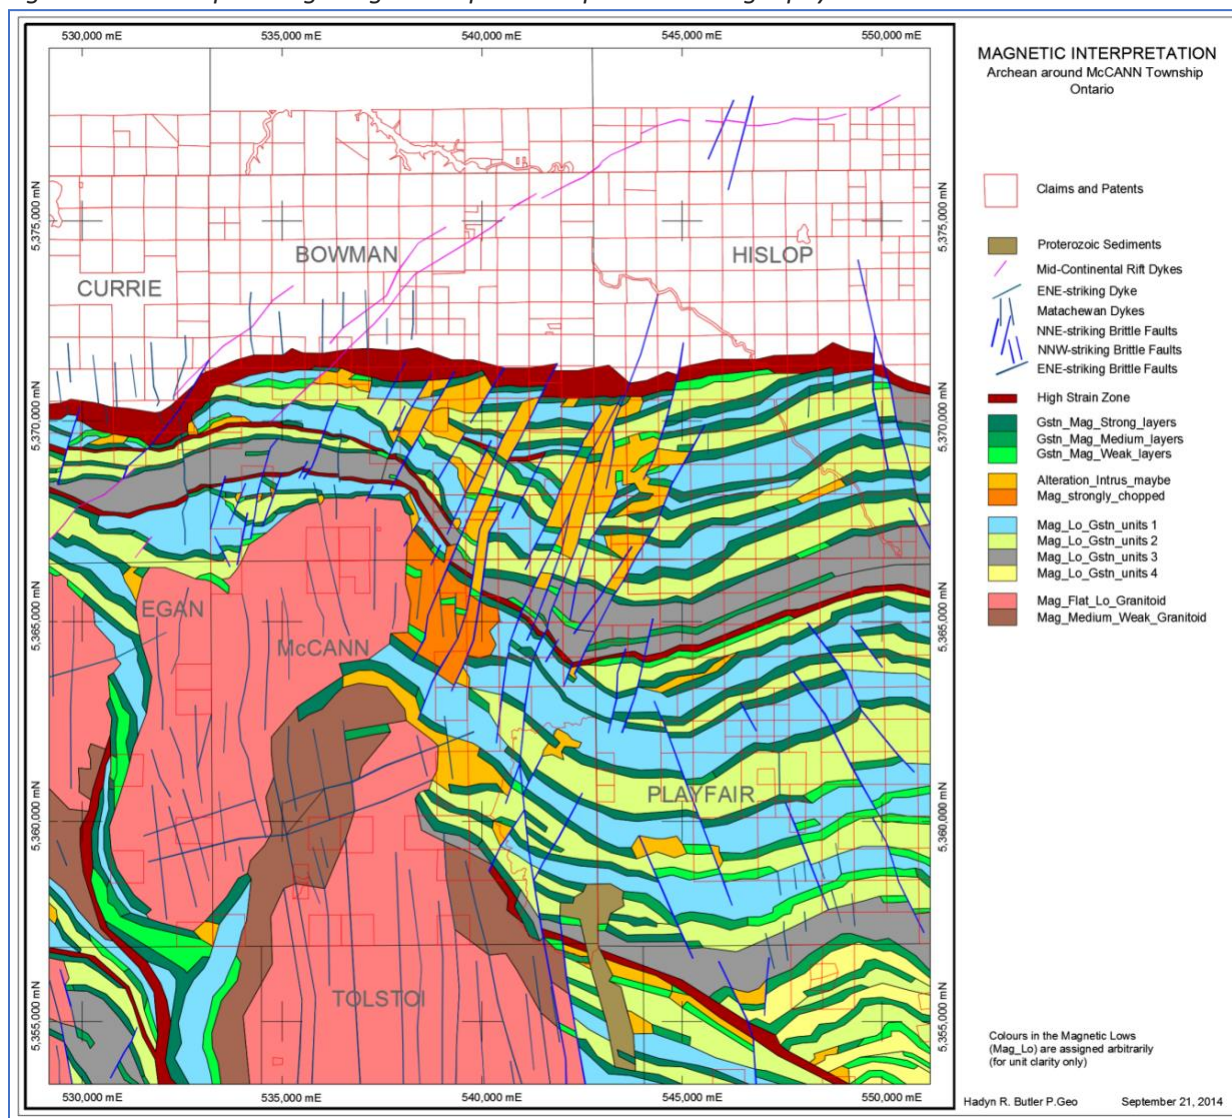 530,000 mE
535,000 mE
540,000 mE
545,000 mE
550,000 mE
MAGNETIC INTERPRETATION
Archean around McCANN Township
Ontario
Claims and Patents
Proterozoic Sediments
Mid-Continental Rift Dykes
ENE-striking Dyke
Matachewan Dykes
NNE-striking Brittle Faults
NNW-striking Brittle Faults
ENE-striking Brittle Faults
High Strain Zone
Gstn_Mag_Strong_layers
Gstn_Mag_Medium_layers
Gstn_Mag_Weak_layers
Alteration_Intrus_maybe
Mag_strongly_chopped
Mag_Lo_Gstn_units 1
Mag_Lo_Gstn_units 2
Mag_Lo_Gstn_units 3
Mag_Lo_Gstn_units 4
Mag_Flat_Lo_Granitoid
Mag_Medium_Weak_Granitoid
5,375,000 mN
5,375,000 mN
BOWMAN
HISLOP
CURRIE
5,370,000 mN
5,370,000 mN
EGAN
5,365,000 mN
5,365,000 mN
McCANN
PLAYFAIR
5,360,000 mN
5,360,000 mN
TOLSTOI
5,355,000 mN
5,355,000 mN
530,000 mE
535,000 mE
540,000 mE
545,000 mE
550,000 mE
Colours in the Magnetic Lows
(Mag_Lo) are assigned arbitrarily
(for unit clarity only)
Hadyn R. Butler P.Geo
September 21, 2014